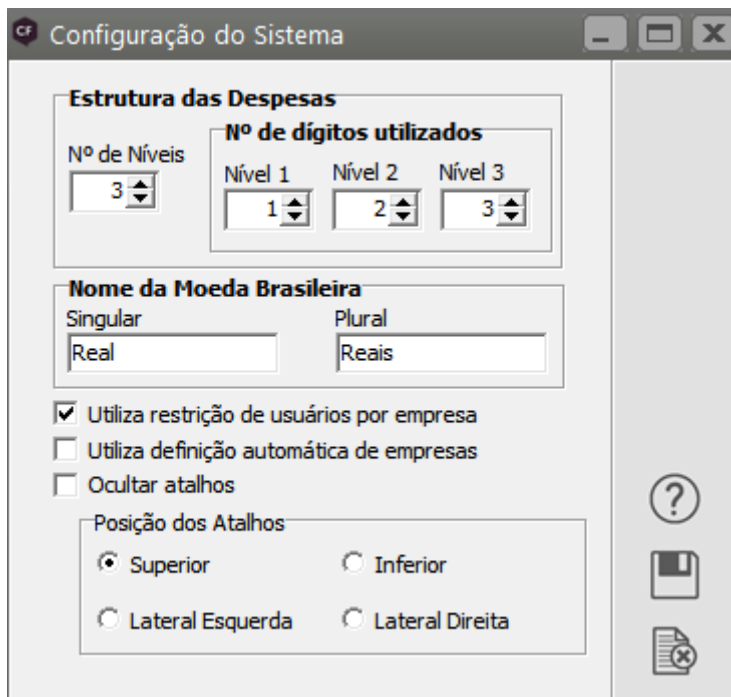 CF Configuração do Sistema
Estrutura das Despesas
Nº de dígitos utilizados
Nº de Níveis
Nível 1 Nível 2 Nível 3
3 1 2 3
Nome da Moeda Brasileira
Singular Plural
Real Reais
Utiliza restrição de usuários por empresa
Utiliza definição automática de empresas
Ocultar atalhos
Posição dos Atalhos
Superior Inferior
Lateral Esquerda Lateral Direita
?